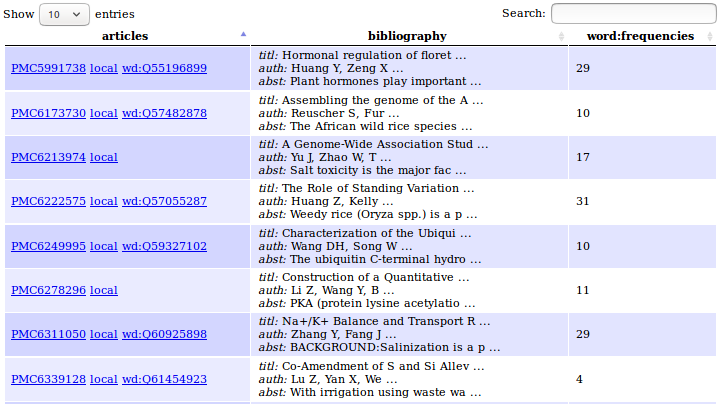 Show 10 entries Search:
articles bibliography word:frequencies
titl: Hormonal regulation of floret ...
PMC5991738 local wd:Q55196899 auth: Huang Y, Zeng X ... 29
abst: Plant hormones play important ...
titl: Assembling the genome of the A ...
PMC6173730 local wd:Q57482878 auth: Reuscher S, Fur ... 10
abst: The African wild rice species ...
titl: A Genome-Wide Association Stud ...
PMC6213974 local auth: Yu J, Zhao W, T ... 17
abst: Salt toxicity is the major fac ...
titl: The Role of Standing Variation ...
PMC6222575 local wd:Q57055287 auth: Huang Z, Kelly ... 31
abst: Weedy rice (Oryza spp.) is a p ...
titl: Characterization of the Ubiqui ...
PMC6249995 local wd:Q59327102 auth: Wang DH, Song W ... 10
abst: The ubiquitin C-terminal hydro ...
titl: Construction of a Quantitative ...
PMC6278296 local auth: Li Z, Wang Y, B ... 11
abst: PKA (protein lysine acetylatio ...
titl: Na+/K+ Balance and Transport R ...
PMC6311050 local wd:Q60925898 auth: Zhang Y, Fang J ... 29
abst: BACKGROUND:Salinization is a p ...
titl: Co-Amendment of S and Si Allev ...
PMC6339128 local wd:Q61454923 auth: Lu Z, Yan X, We ... 4
abst: With irrigation using waste wa ...